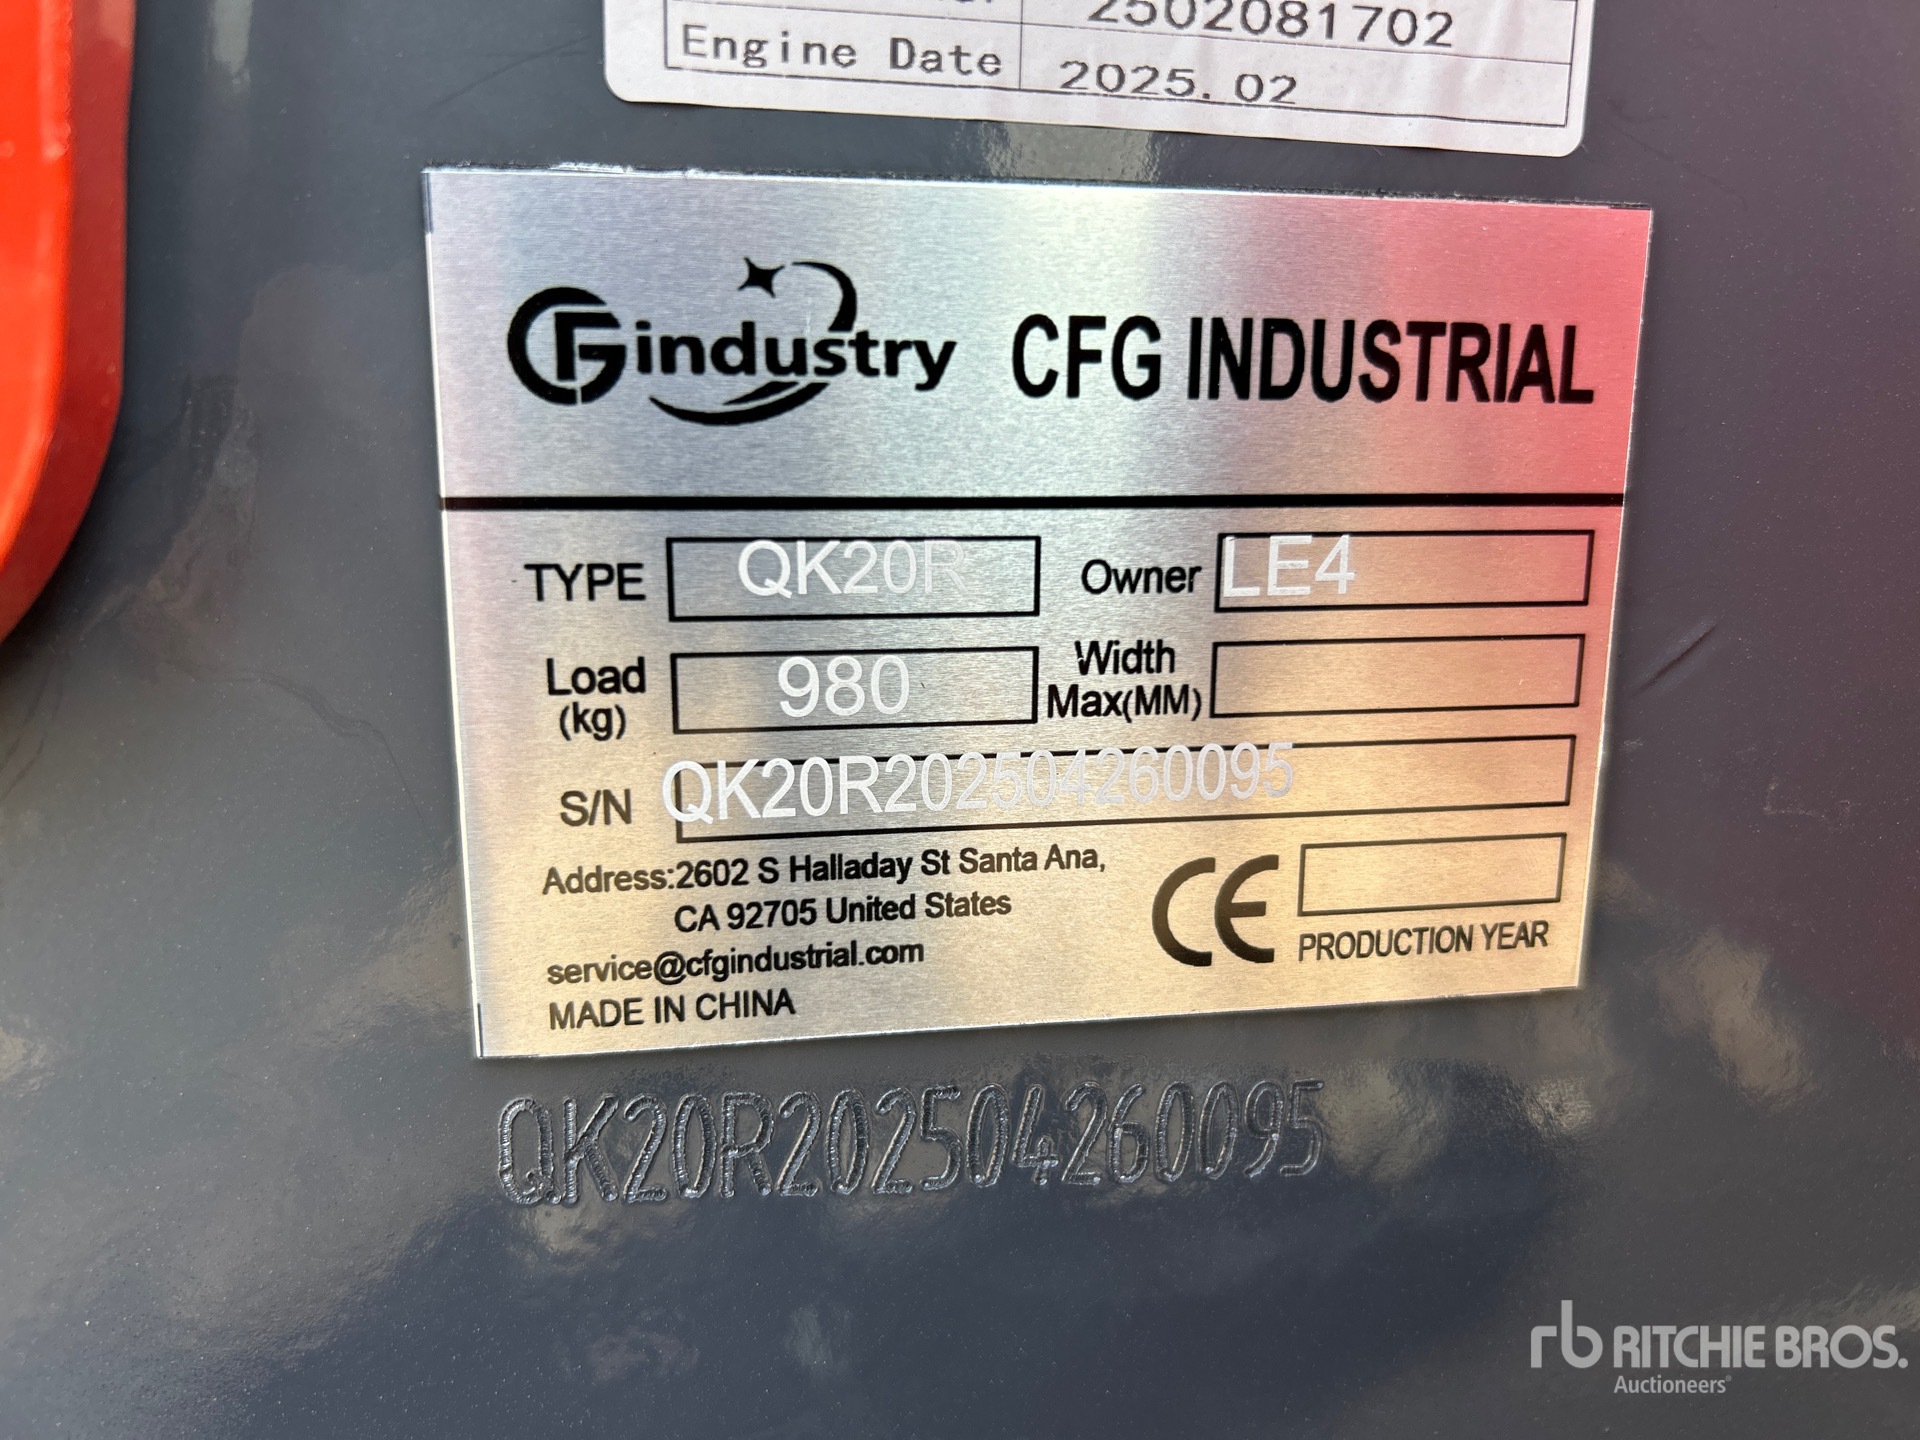 2502081702
Engine Date 2025.02
CFGindustry CFG INDUSTRIAL
TYPE QK20R Owner LE4
Load (kg) 980 Width Max(MM)
S/N QK20R202504260095
Address:2602 S Halladay St Santa Ana,
CA 92705 United States
service@cfgindustrial.com
MADE IN CHINA
CE PRODUCTION YEAR
QK20R202504260095
rb RITCHIE BROS.
Auctioneers